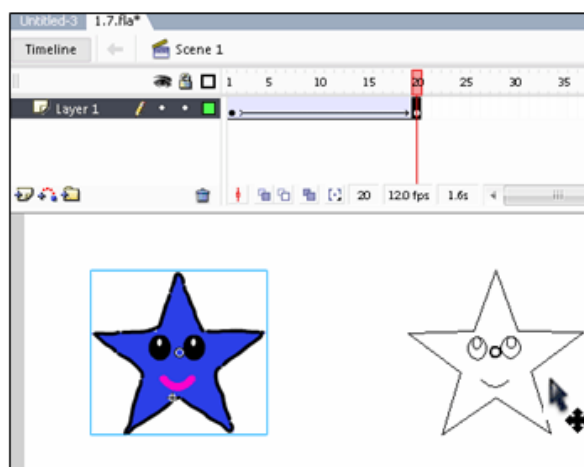 Untitled-3 1.7.fla*
Timeline Scene 1
1 5 10 15 20 25 30 35
Layer 1
20 12.0 fps 1.6s